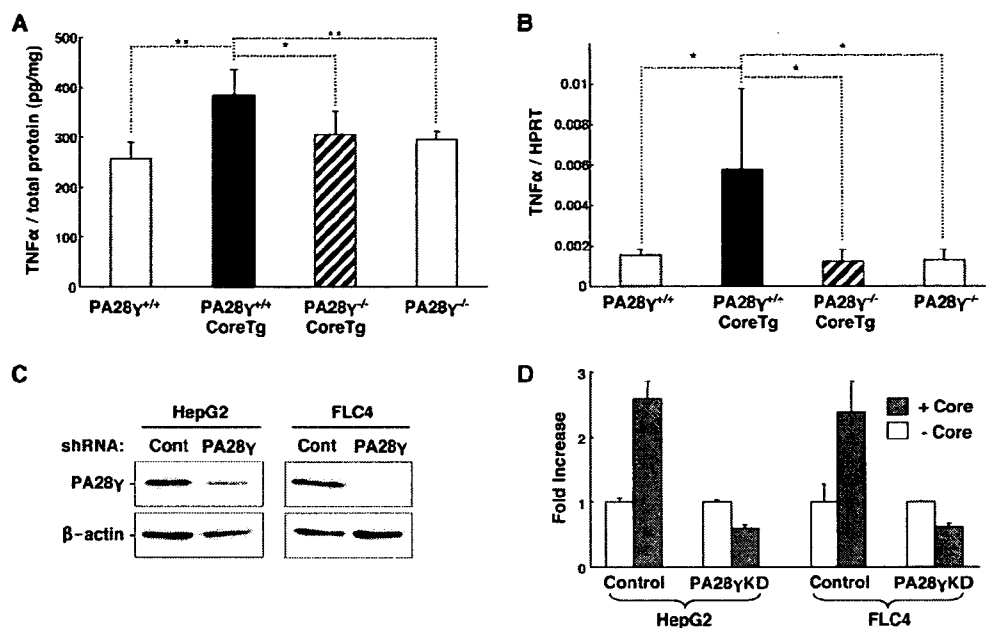 A
TNFα / total protein (pg/mg)
500
400
300
200
100
0
**
*
**
PA28γ+/+
PA28γ+/+ CoreTg
PA28γ-/- CoreTg
PA28γ-/-
B
TNFα / HPRT
0.01
0.008
0.006
0.004
0.002
0
*
*
*
PA28γ+/+
PA28γ+/+ CoreTg
PA28γ-/- CoreTg
PA28γ-/-
C
HepG2 FLC4
shRNA: Cont PA28γ Cont PA28γ
PA28γ -
β-actin -
D
Fold Increase
3
2
1
0
+ Core
- Core
Control PA28γKD Control PA28γKD
HepG2 FLC4